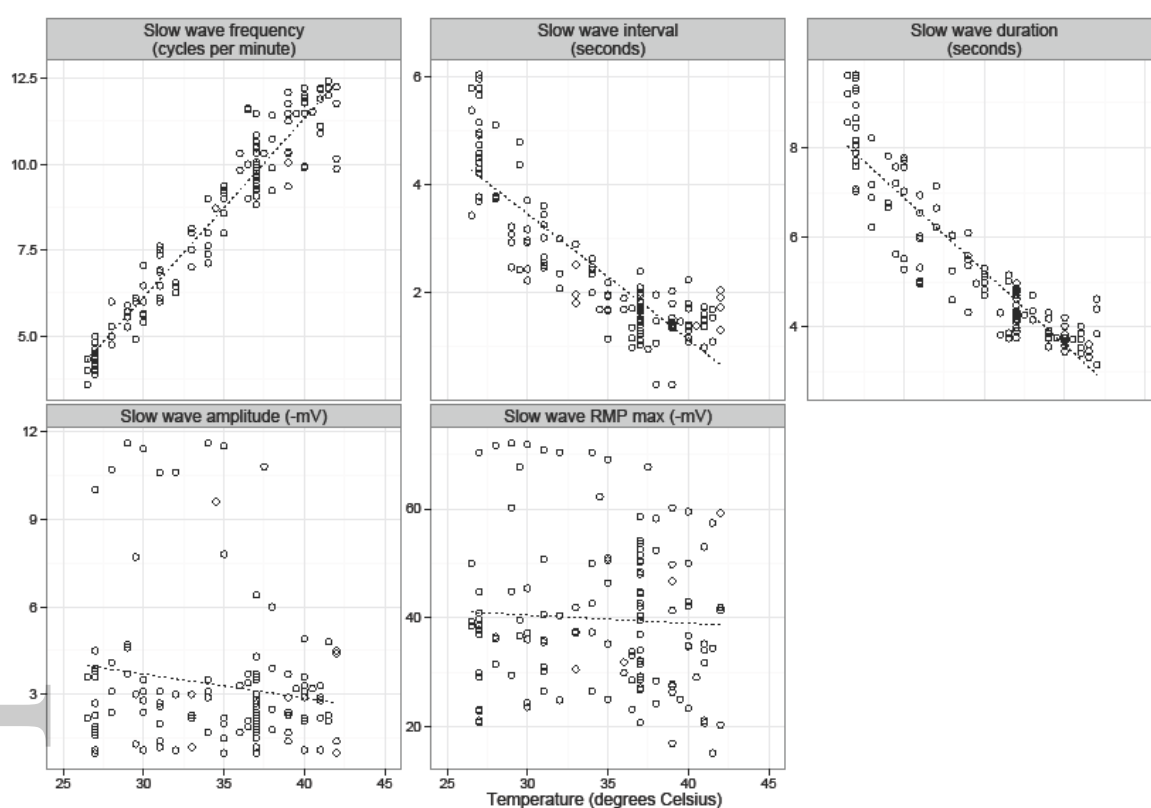 Slow wave frequency
(cycles per minute)
Slow wave interval
(seconds)
Slow wave duration
(seconds)
12.5
10.0
7.5
5.0
6
4
2
8
6
4
Slow wave amplitude (-mV)
Slow wave RMP max (-mV)
12
9
6
3
60
40
20
25 30 35 40 45
25 30 35 40 45
Temperature (degrees Celsius)